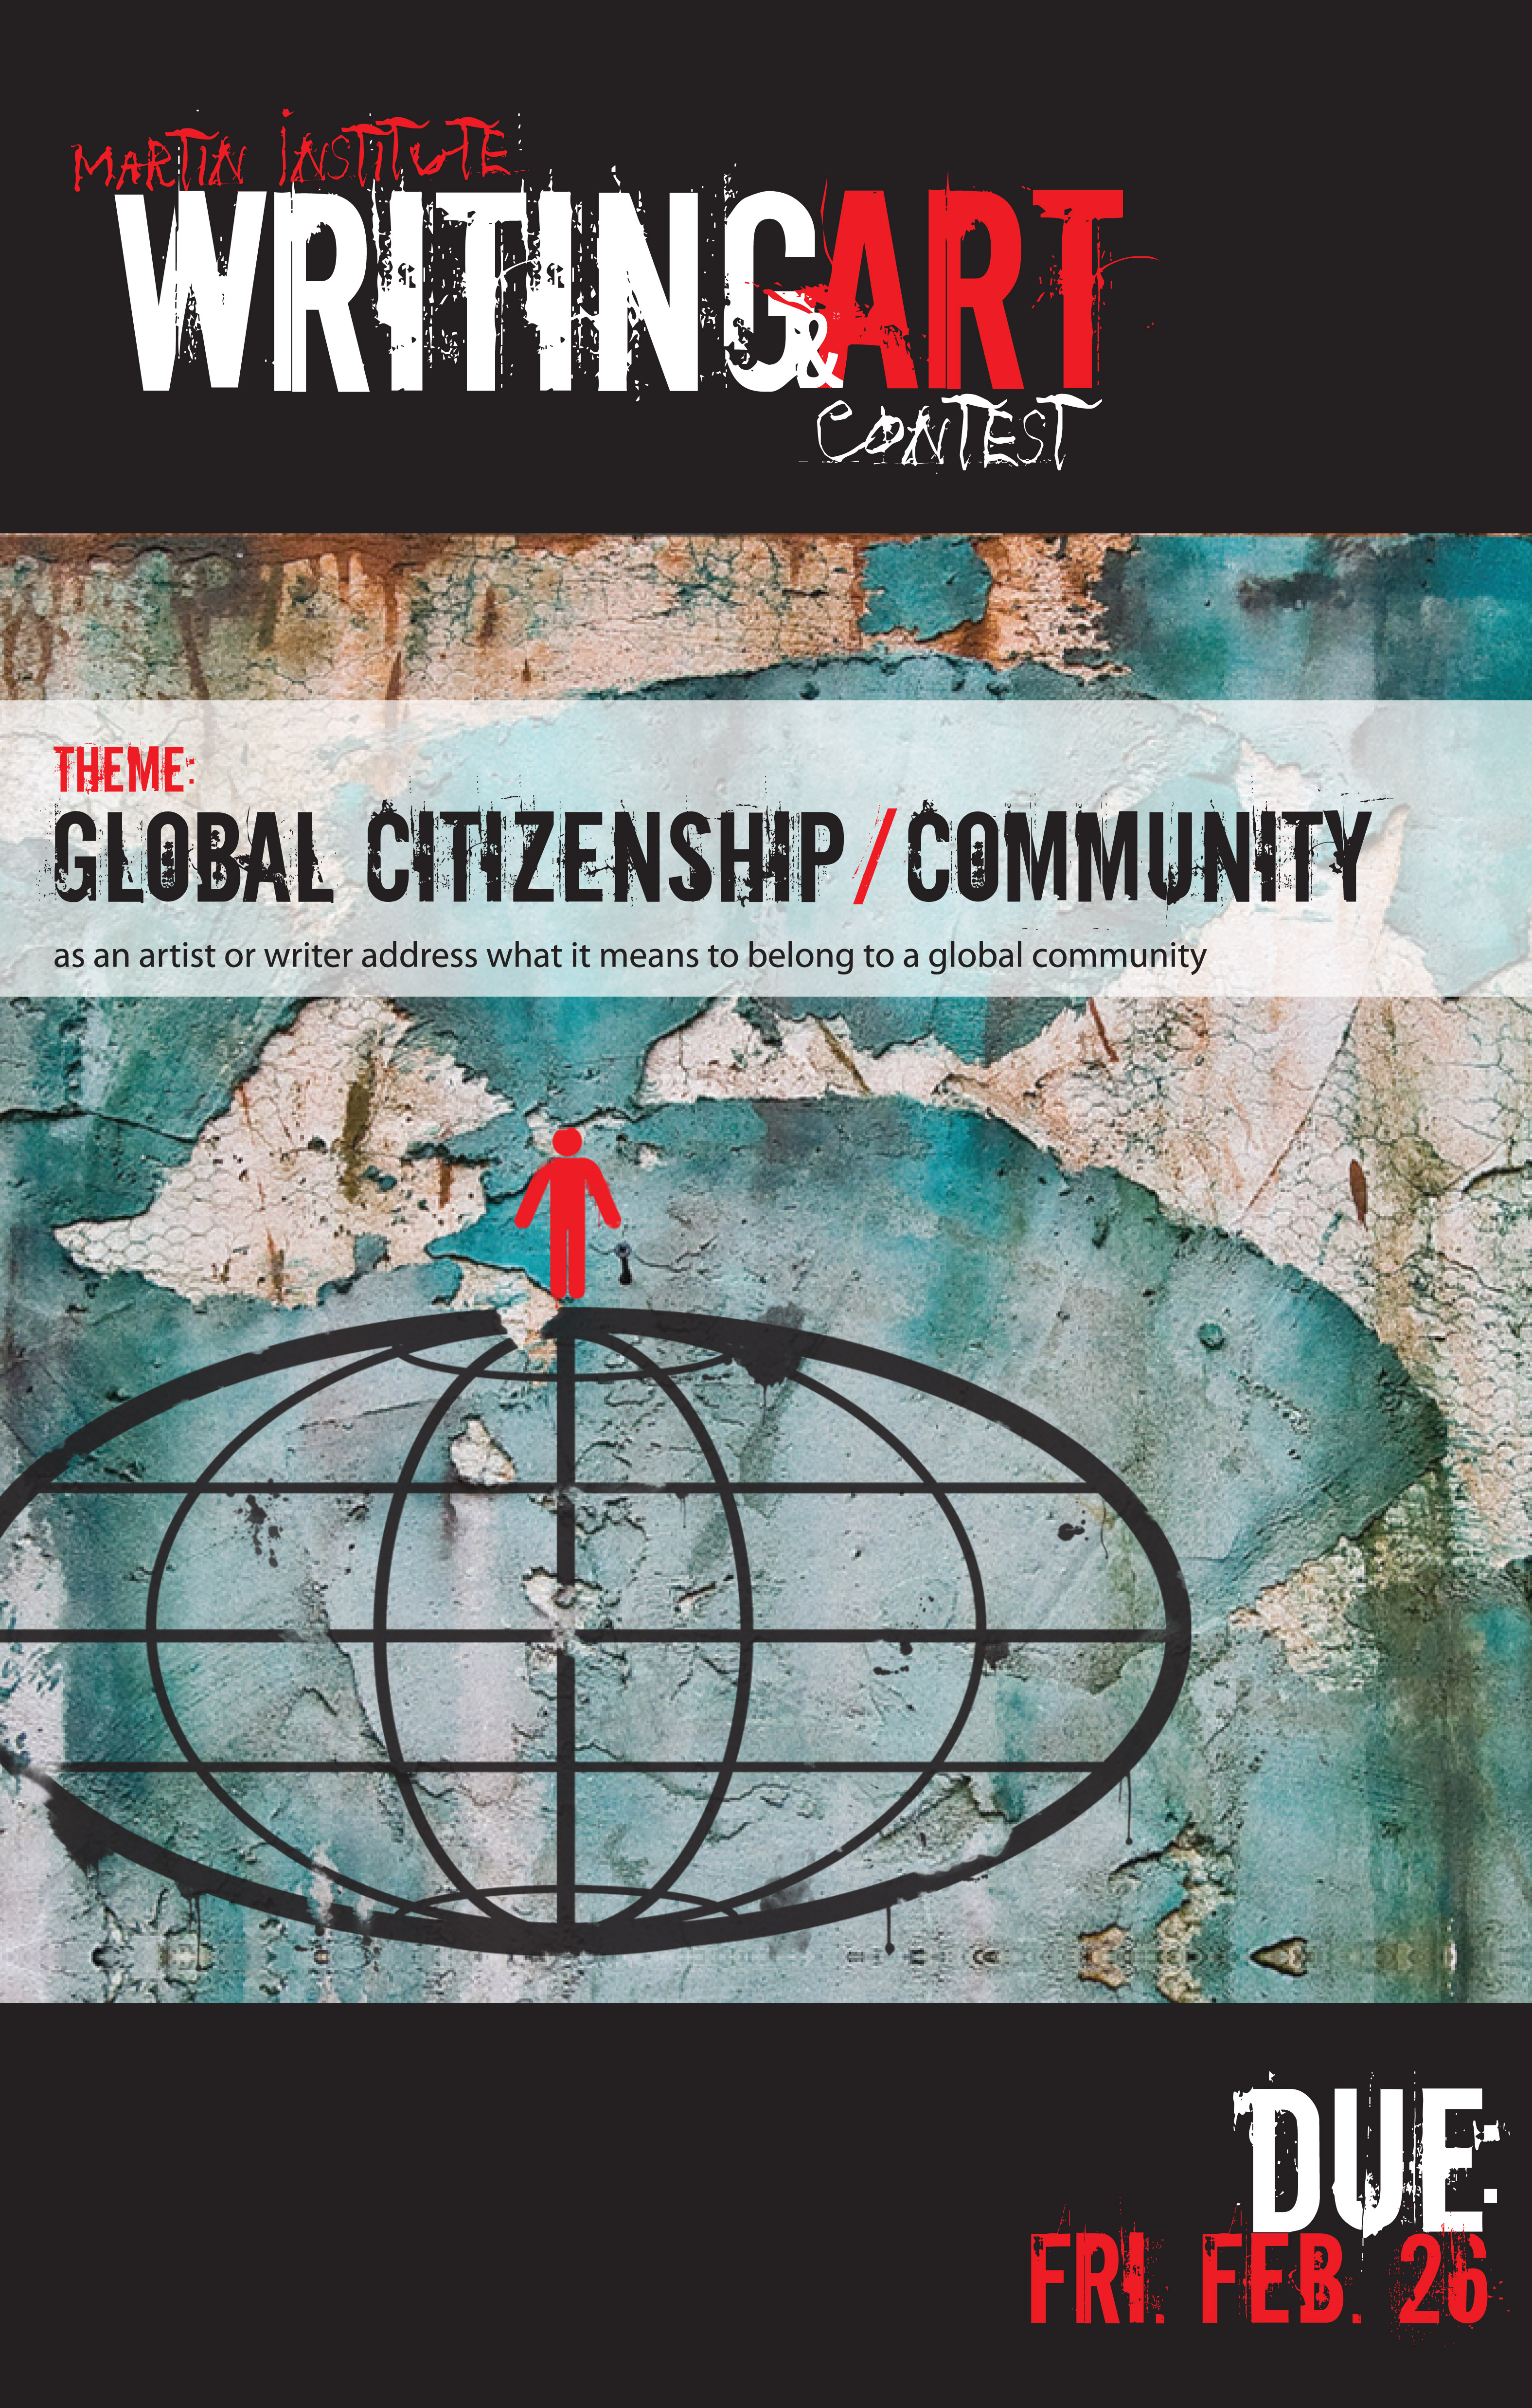 MARTIN INSTITUTE
WRITING & ART
CONTEST
THEME:
GLOBAL CITIZENSHIP / COMMUNITY
as an artist or writer address what it means to belong to a global community
DUE:
FRI. FEB. 26